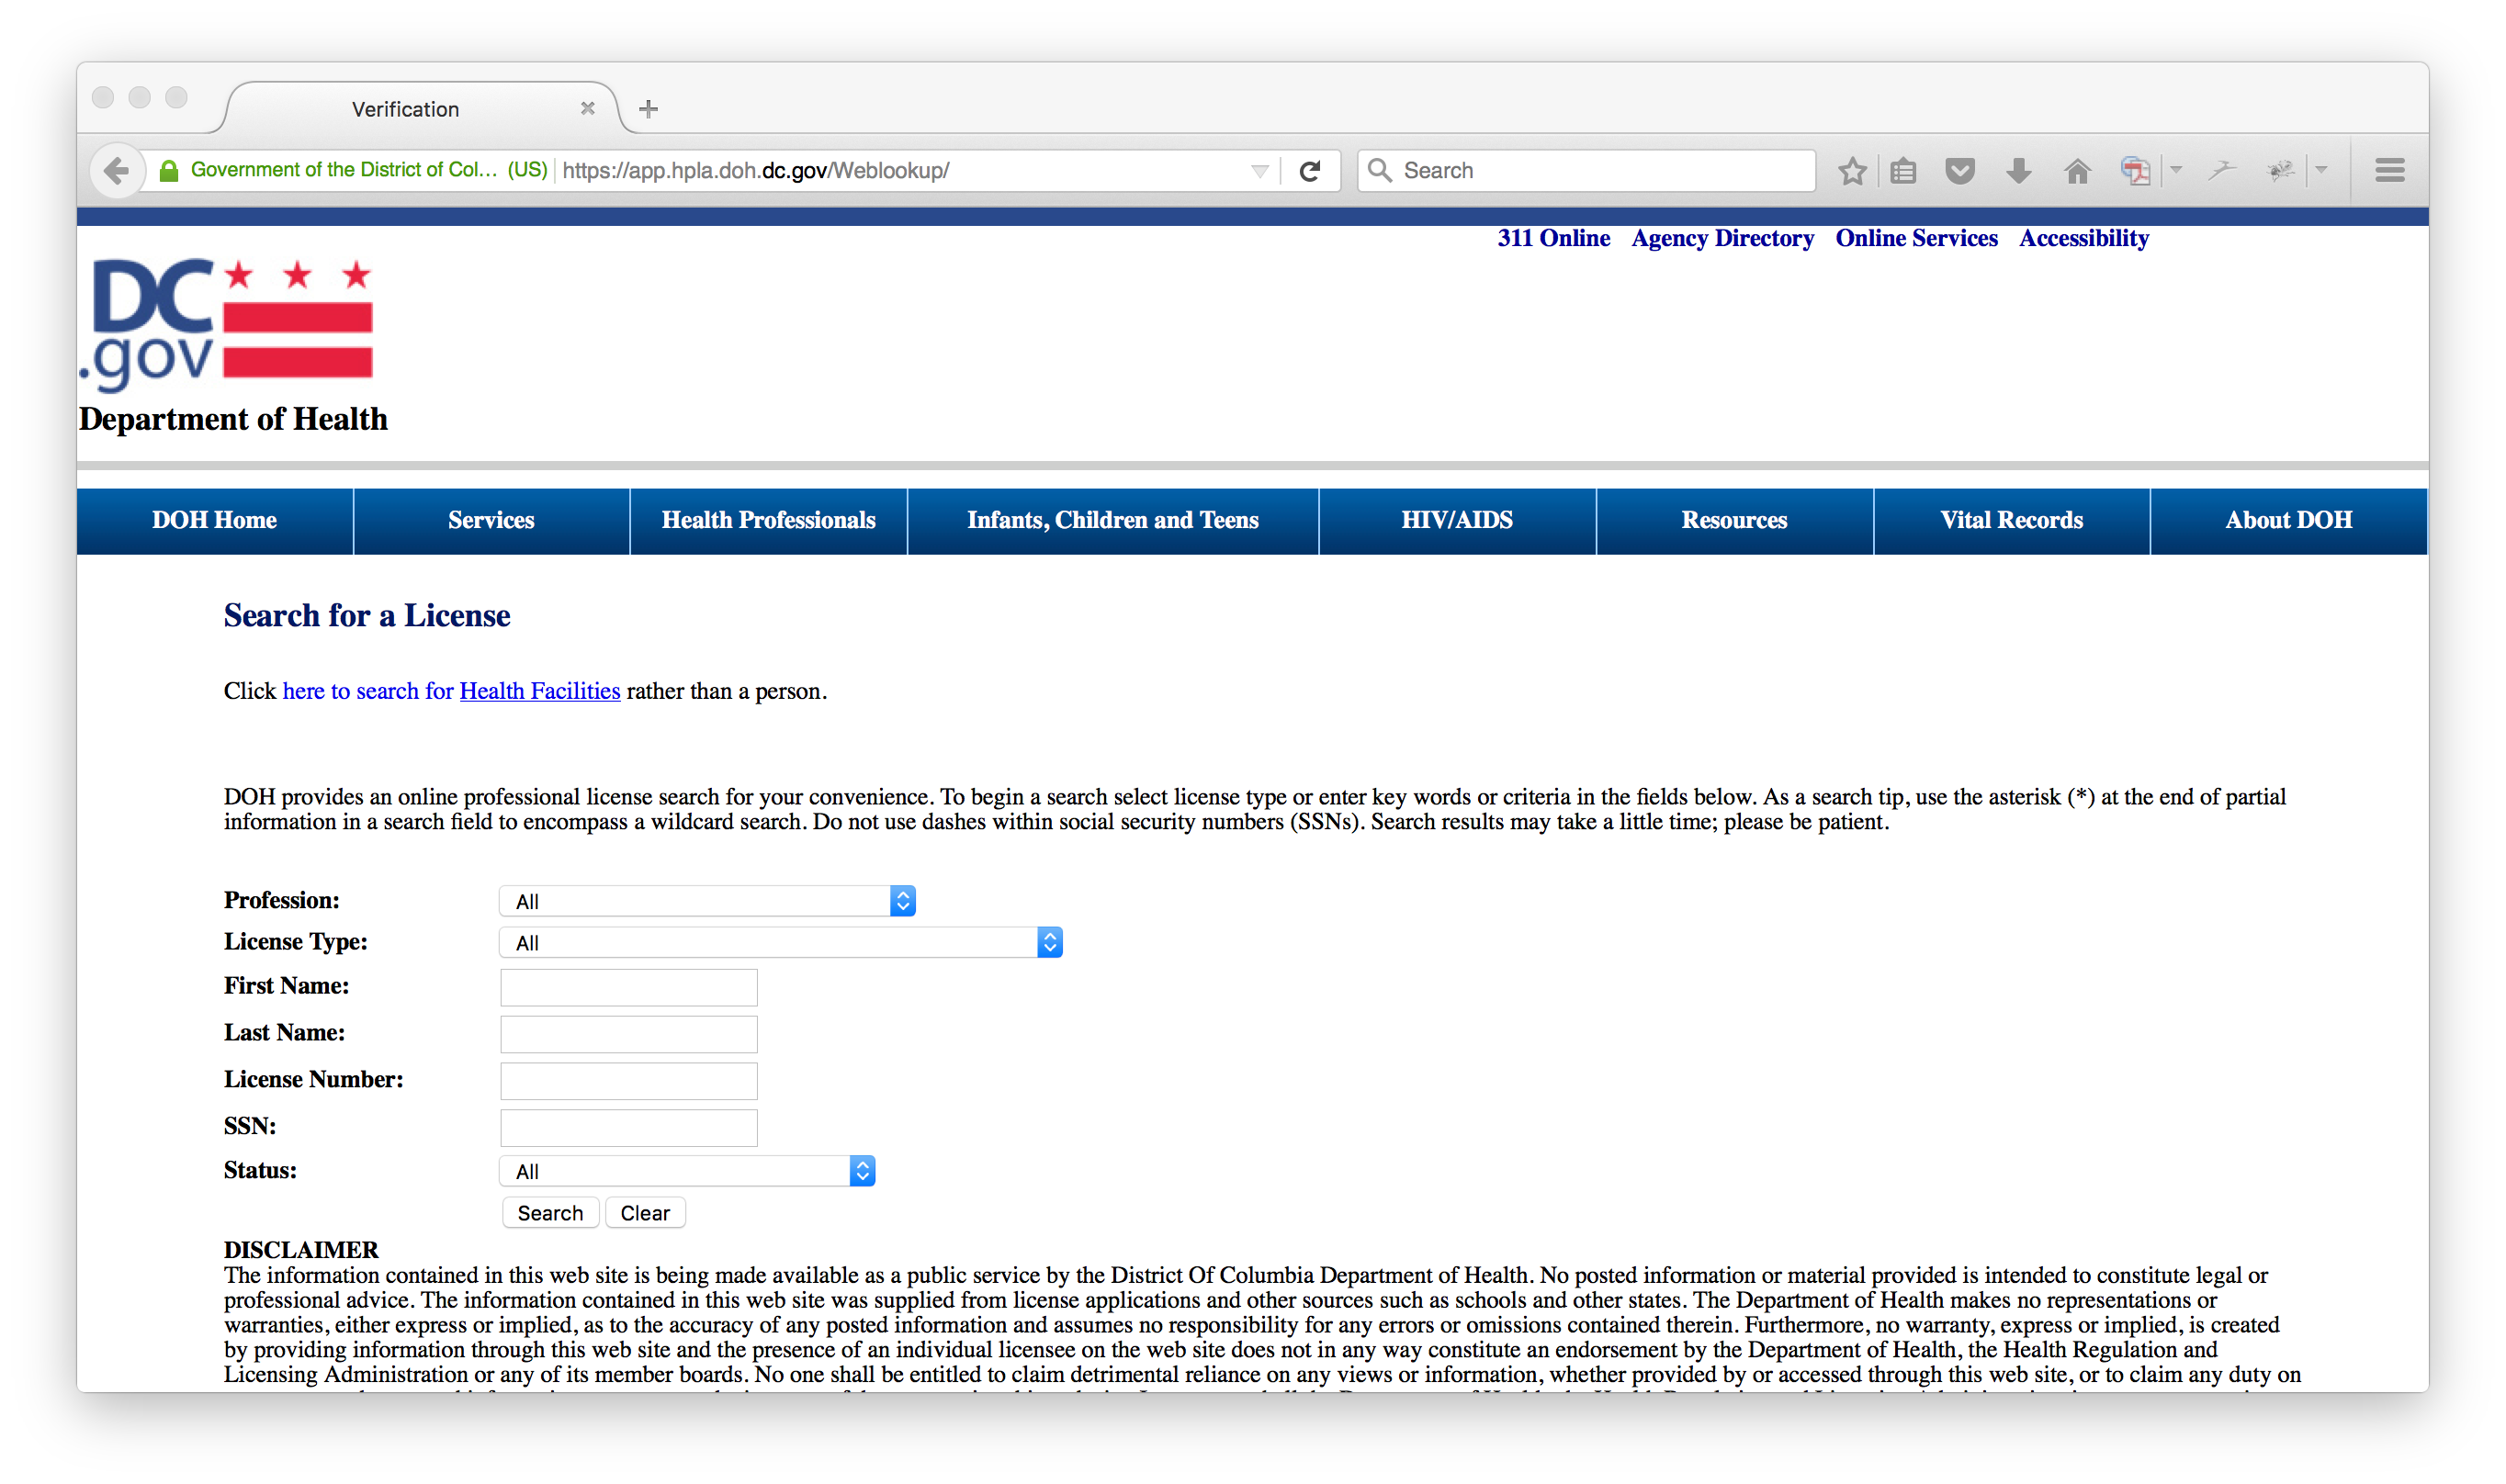 Verification
Government of the District of Col... (US) https://app.hpla.doh.dc.gov/Weblookup/ Search
311 Online Agency Directory Online Services Accessibility
DC
.gov
Department of Health
DOH Home Services Health Professionals Infants, Children and Teens HIV/AIDS Resources Vital Records About DOH
Search for a License
Click here to search for Health Facilities rather than a person.
DOH provides an online professional license search for your convenience. To begin a search select license type or enter key words or criteria in the fields below. As a search tip, use the asterisk (*) at the end of partial
information in a search field to encompass a wildcard search. Do not use dashes within social security numbers (SSNs). Search results may take a little time; please be patient.
Profession: All
License Type: All
First Name:
Last Name:
License Number:
SSN:
Status: All
Search Clear
DISCLAIMER
The information contained in this web site is being made available as a public service by the District Of Columbia Department of Health. No posted information or material provided is intended to constitute legal or
professional advice. The information contained in this web site was supplied from license applications and other sources such as schools and other states. The Department of Health makes no representations or
warranties, either express or implied, as to the accuracy of any posted information and assumes no responsibility for any errors or omissions contained therein. Furthermore, no warranty, express or implied, is created
by providing information through this web site and the presence of an individual licensee on the web site does not in any way constitute an endorsement by the Department of Health, the Health Regulation and
Licensing Administration or any of its member boards. No one shall be entitled to claim detrimental reliance on any views or information, whether provided by or accessed through this web site, or to claim any duty on